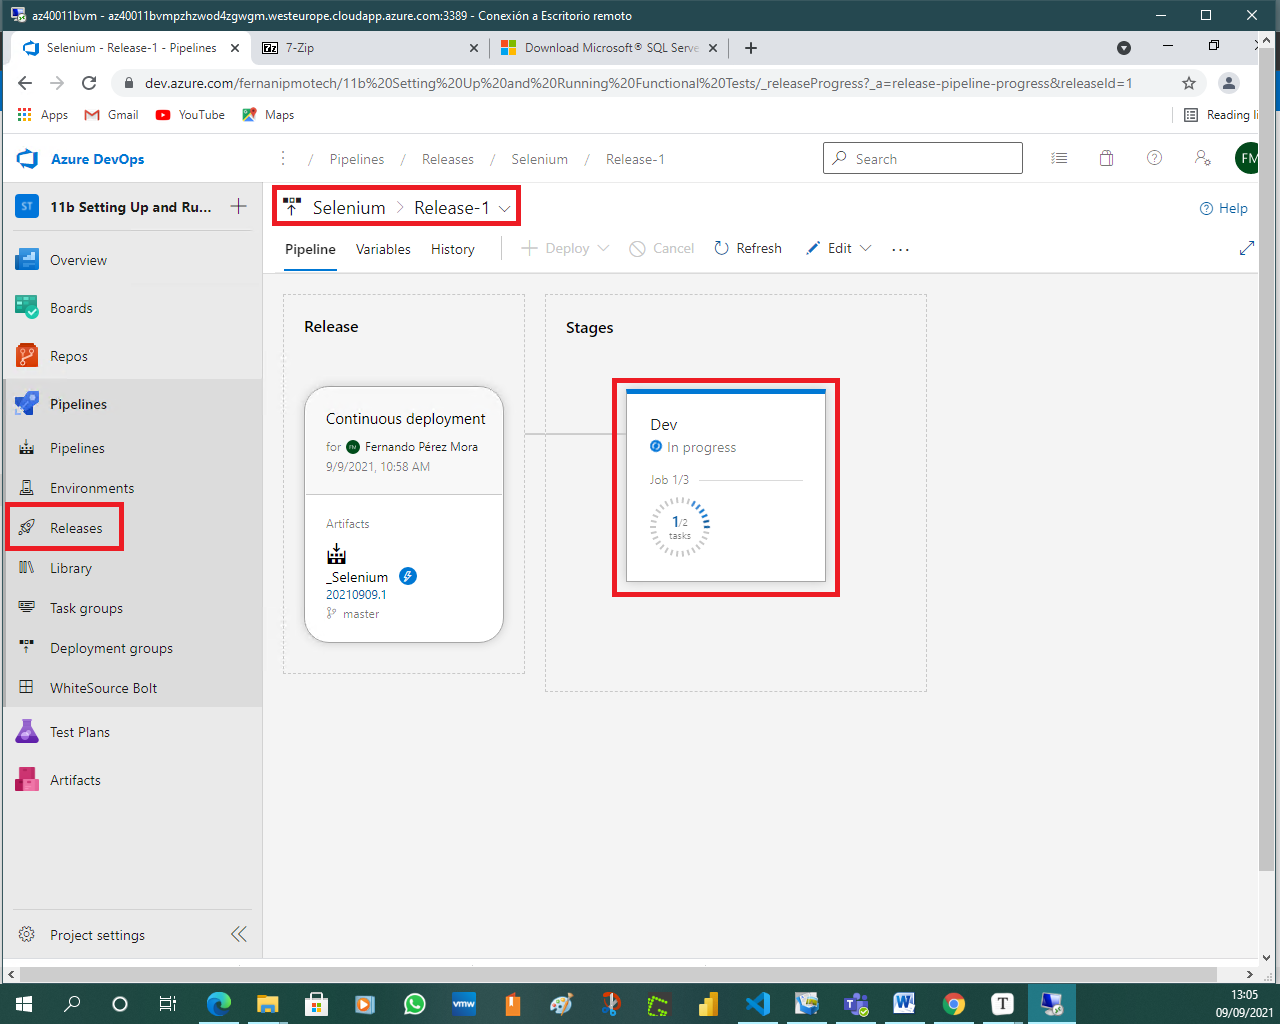 az40011bvm - az40011bvmpzhzwod4zgwgm.westeurope.cloudapp.azure.com:3389 - Conexión a Escritorio remoto
Selenium - Release-1 - Pipelines
7-Zip
Download Microsoft® SQL Serve
dev.azure.com/fernanipmotech/11b%20Setting%20Up%20and%20Running%20Functional%20Tests/_releaseProgress?_a=release-pipeline-progress&releaseId=1
Apps
Gmail
YouTube
Maps
Reading li
Azure DevOps
/ Pipelines / Releases / Selenium / Release-1
Search
FM
ST
11b Setting Up and Ru...
Selenium > Release-1
Help
Pipeline
Variables
History
Deploy
Cancel
Refresh
Edit
Overview
Boards
Repos
Pipelines
Pipelines
Environments
Releases
Library
Task groups
Deployment groups
WhiteSource Bolt
Test Plans
Artifacts
Project settings
Release
Continuous deployment
for FM Fernando Pérez Mora
9/9/2021, 10:58 AM
Artifacts
_Selenium
20210909.1
master
Stages
Dev
In progress
Job 1/3
1/2
tasks
vmw
T
13:05
09/09/2021